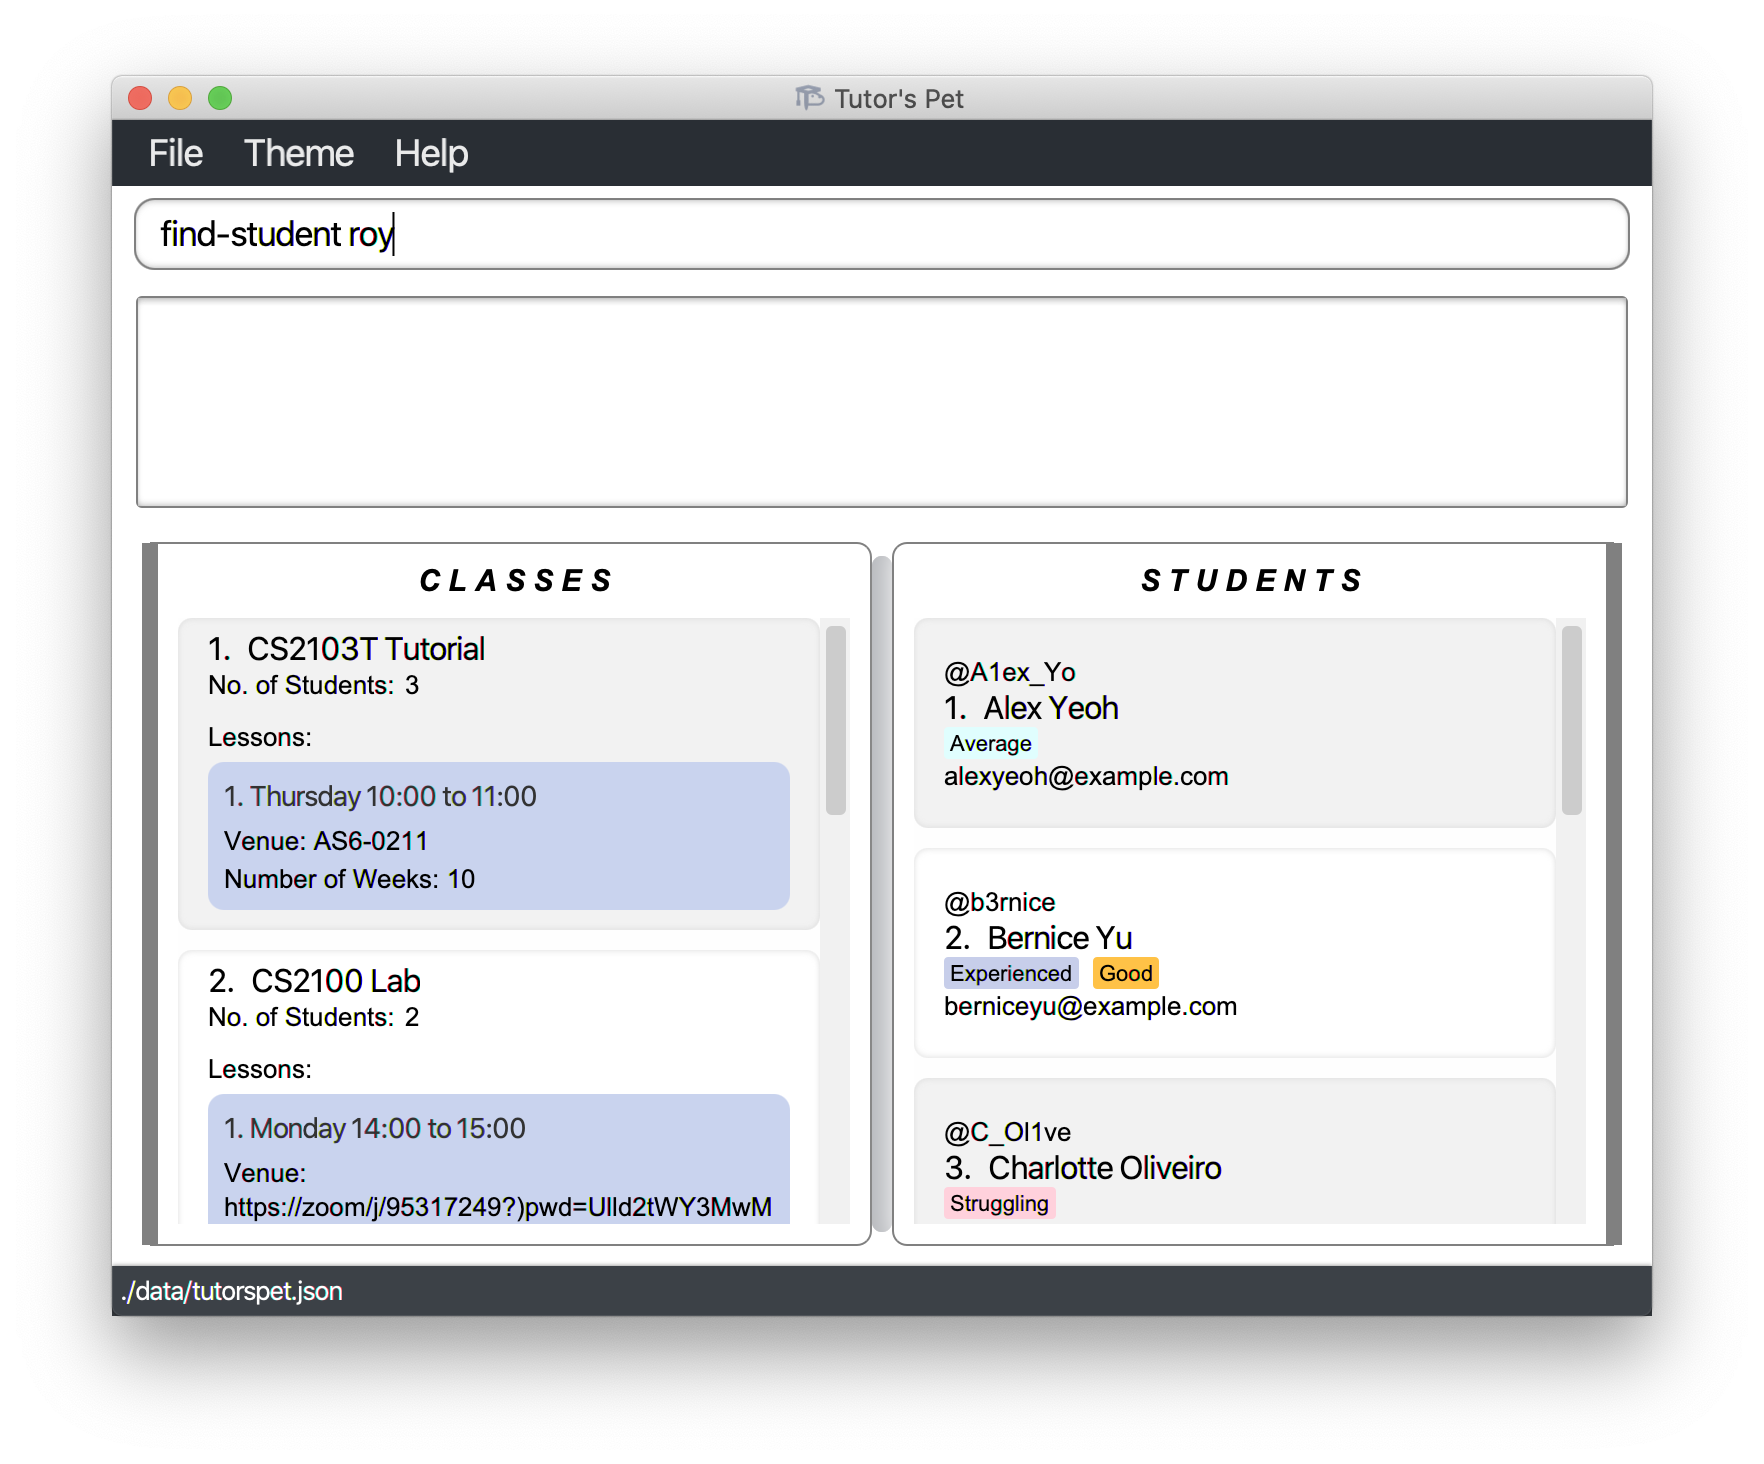 Tutor's Pet
File Theme Help
find-student roy
CLASSES
1. CS2103T Tutorial
No. of Students: 3
Lessons:
1. Thursday 10:00 to 11:00
Venue: AS6-0211
Number of Weeks: 10
2. CS2100 Lab
No. of Students: 2
Lessons:
1. Monday 14:00 to 15:00
Venue:
https://zoom/j/95317249?)pwd=Ulld2tWY3MwM
STUDENTS
@A1ex_Yo
1. Alex Yeoh
Average
alexyeoh@example.com
@b3rnice
2. Bernice Yu
Experienced Good
berniceyu@example.com
@C_Ol1ve
3. Charlotte Oliveiro
Struggling
./data/tutorspet.json